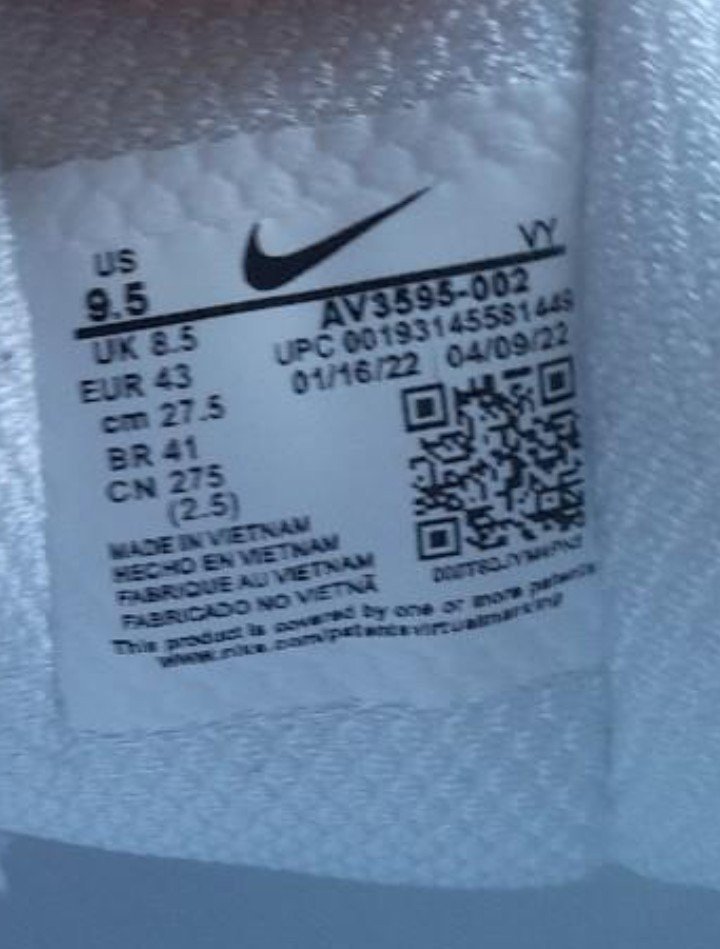 US
9.5
VY
AV3595-002
UK 8.5
UPC 00193145581449
EUR 43
01/16/22 04/09/22
cm 27.5
BR 41
CN 275
(2.5)
MADE IN VIETNAM
HECHO EN VIETNAM
FABRIQUE AU VIETNAM
FABRICADO NO VIETNÃ
This product is covered by one or more patents
www.nike.com/patentsvirtualmarking